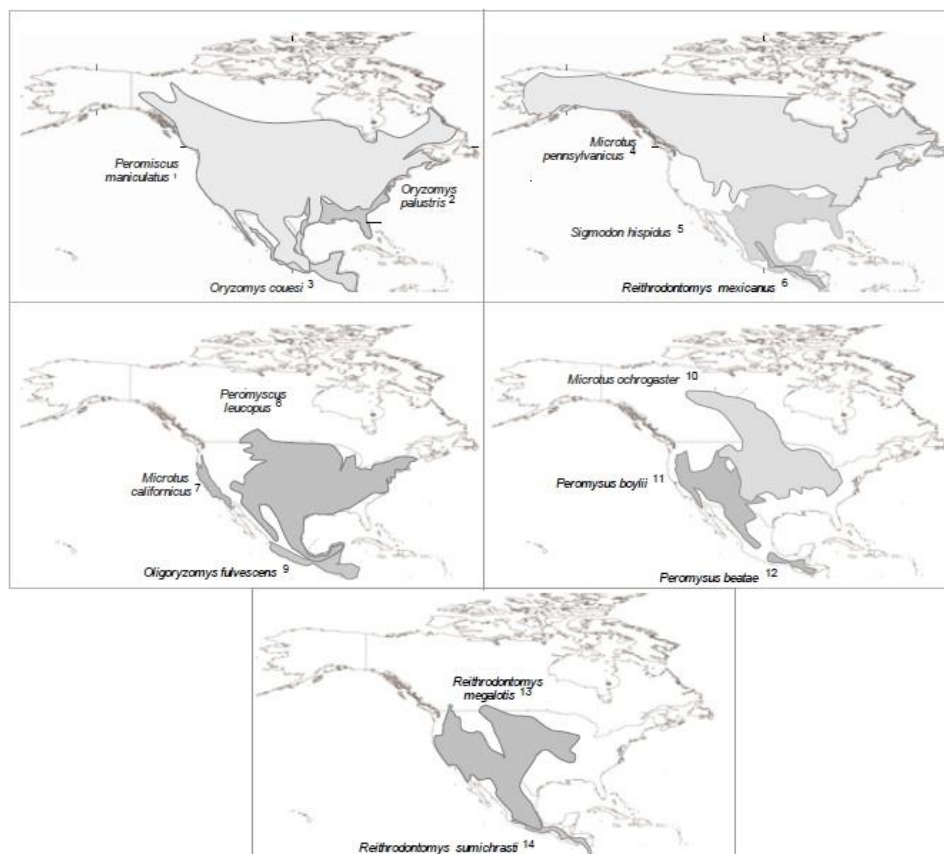 Peromiscus
maniculatus 1
Oryzomys
palustris 2
Oryzomys couesi 3
Microtus
pennsylvanicus 4
Sigmodon hispidus 5
Reithrodontomys mexicanus 6
Peromyscus
leucopus 8
Microtus
californicus 7
Oligoryzomys fulvescens 9
Microtus ochrogaster 10
Peromysus boylii 11
Peromysus beatae 12
Reithrodontomys
megalotis 13
Reithrodontomys sumichrasti 14